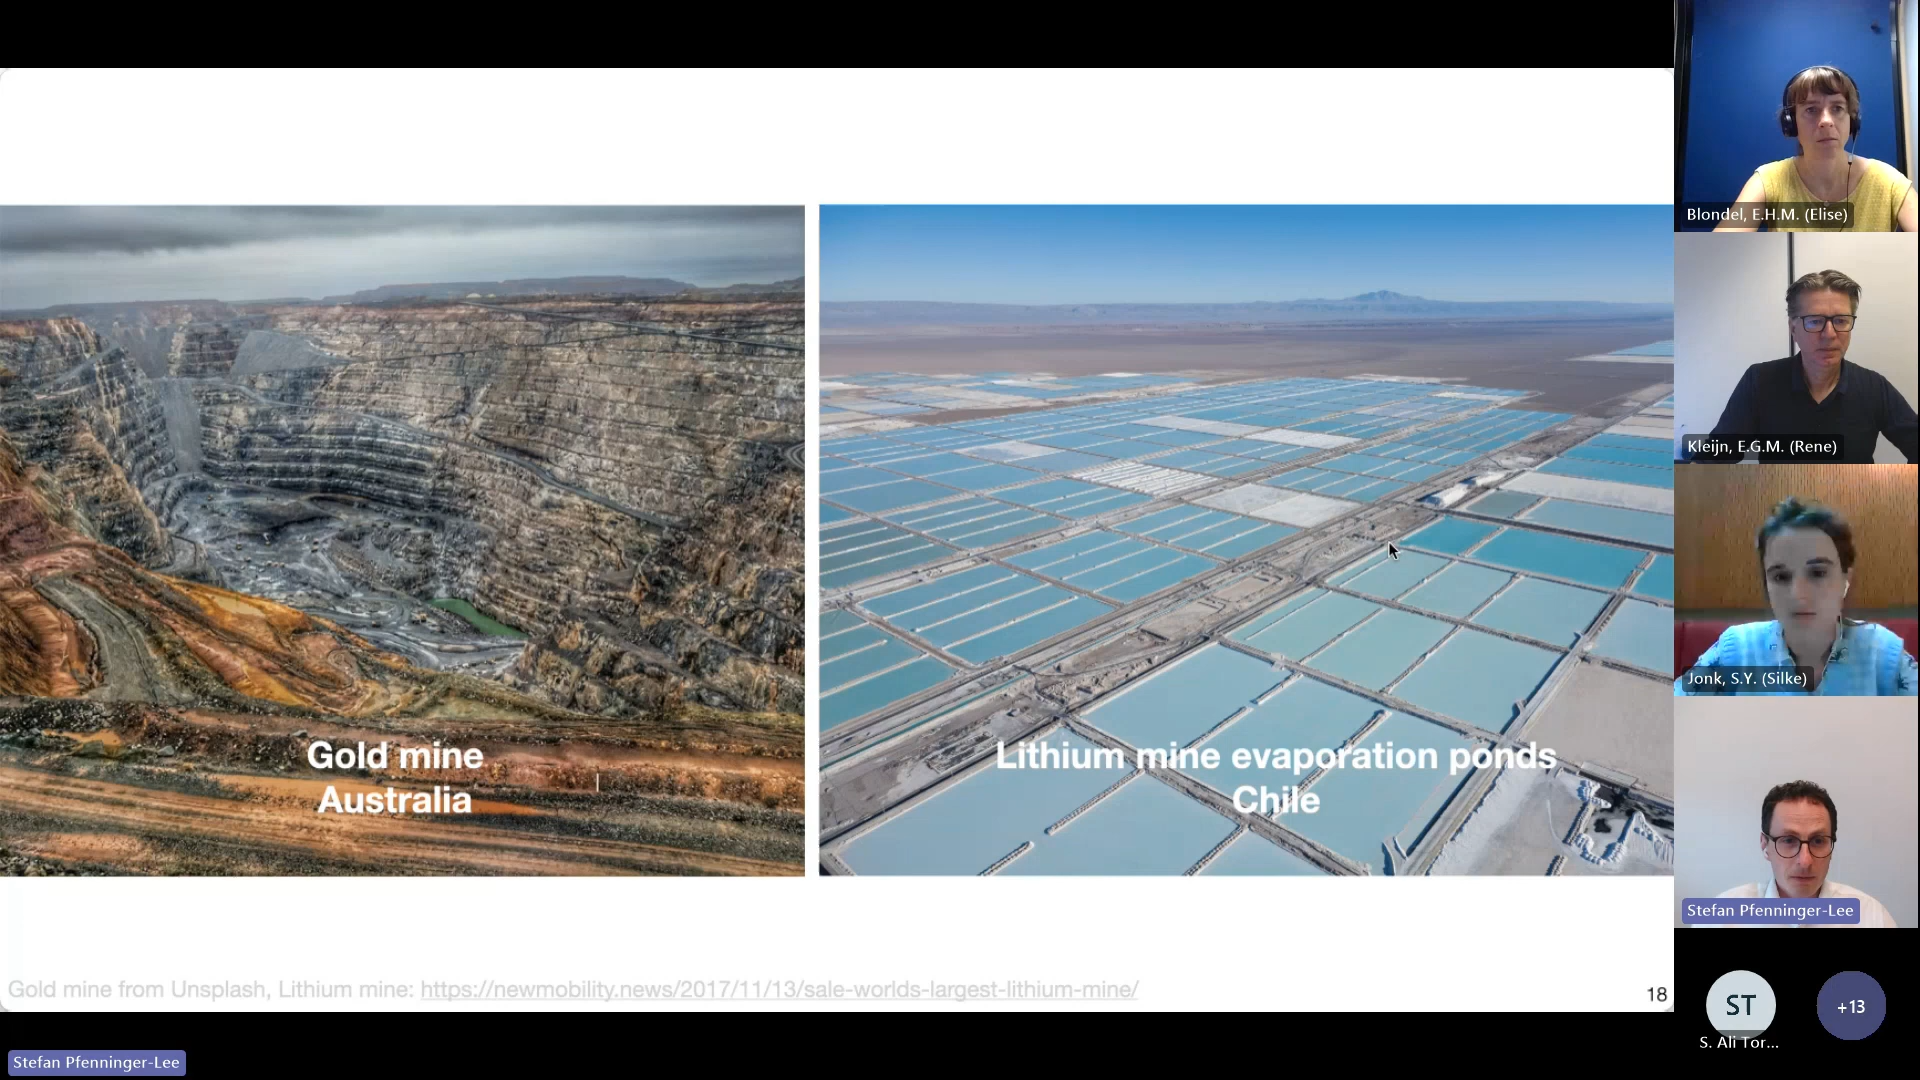 Gold mine
Australia
Lithium mine evaporation ponds
Chile
Gold mine from Unsplash, Lithium mine: https://newmobility.news/2017/11/13/sale-worlds-largest-lithium-mine/
18
Stefan Pfenninger-Lee
Blondel, E.H.M. (Elise)
Kleijn, E.G.M. (Rene)
Jonk, S.Y. (Silke)
Stefan Pfenninger-Lee
ST
S. Ali Tor...
+13